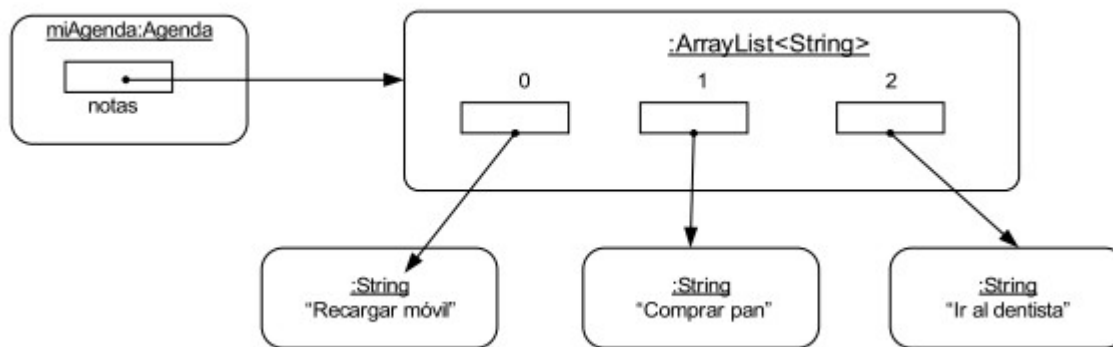 miAgenda:Agenda
notas
:ArrayList<String>
0 1 2
:String
“Recargar móvil”
:String
“Comprar pan”
:String
“Ir al dentista”